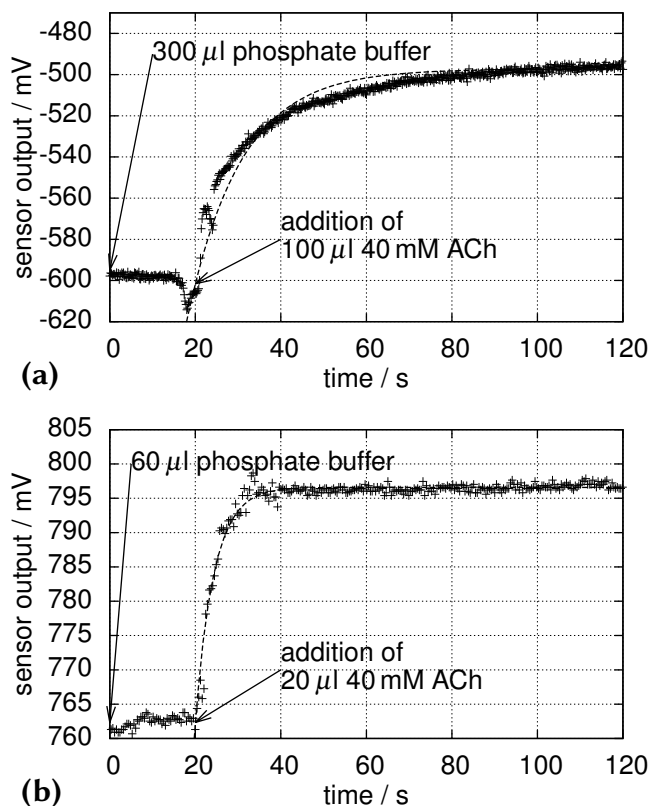 -480
300 µl phosphate buffer
-500
-520
-540
-560
addition of
-580
100 µl 40 mM ACh
-600
-620
sensor output / mV
0 20 40 60 80 100 120
time / s
(a)
805
800
60 µl phosphate buffer
795
790
785
780
775
addition of
770
20 µl 40 mM ACh
765
760
sensor output / mV
0 20 40 60 80 100 120
time / s
(b)